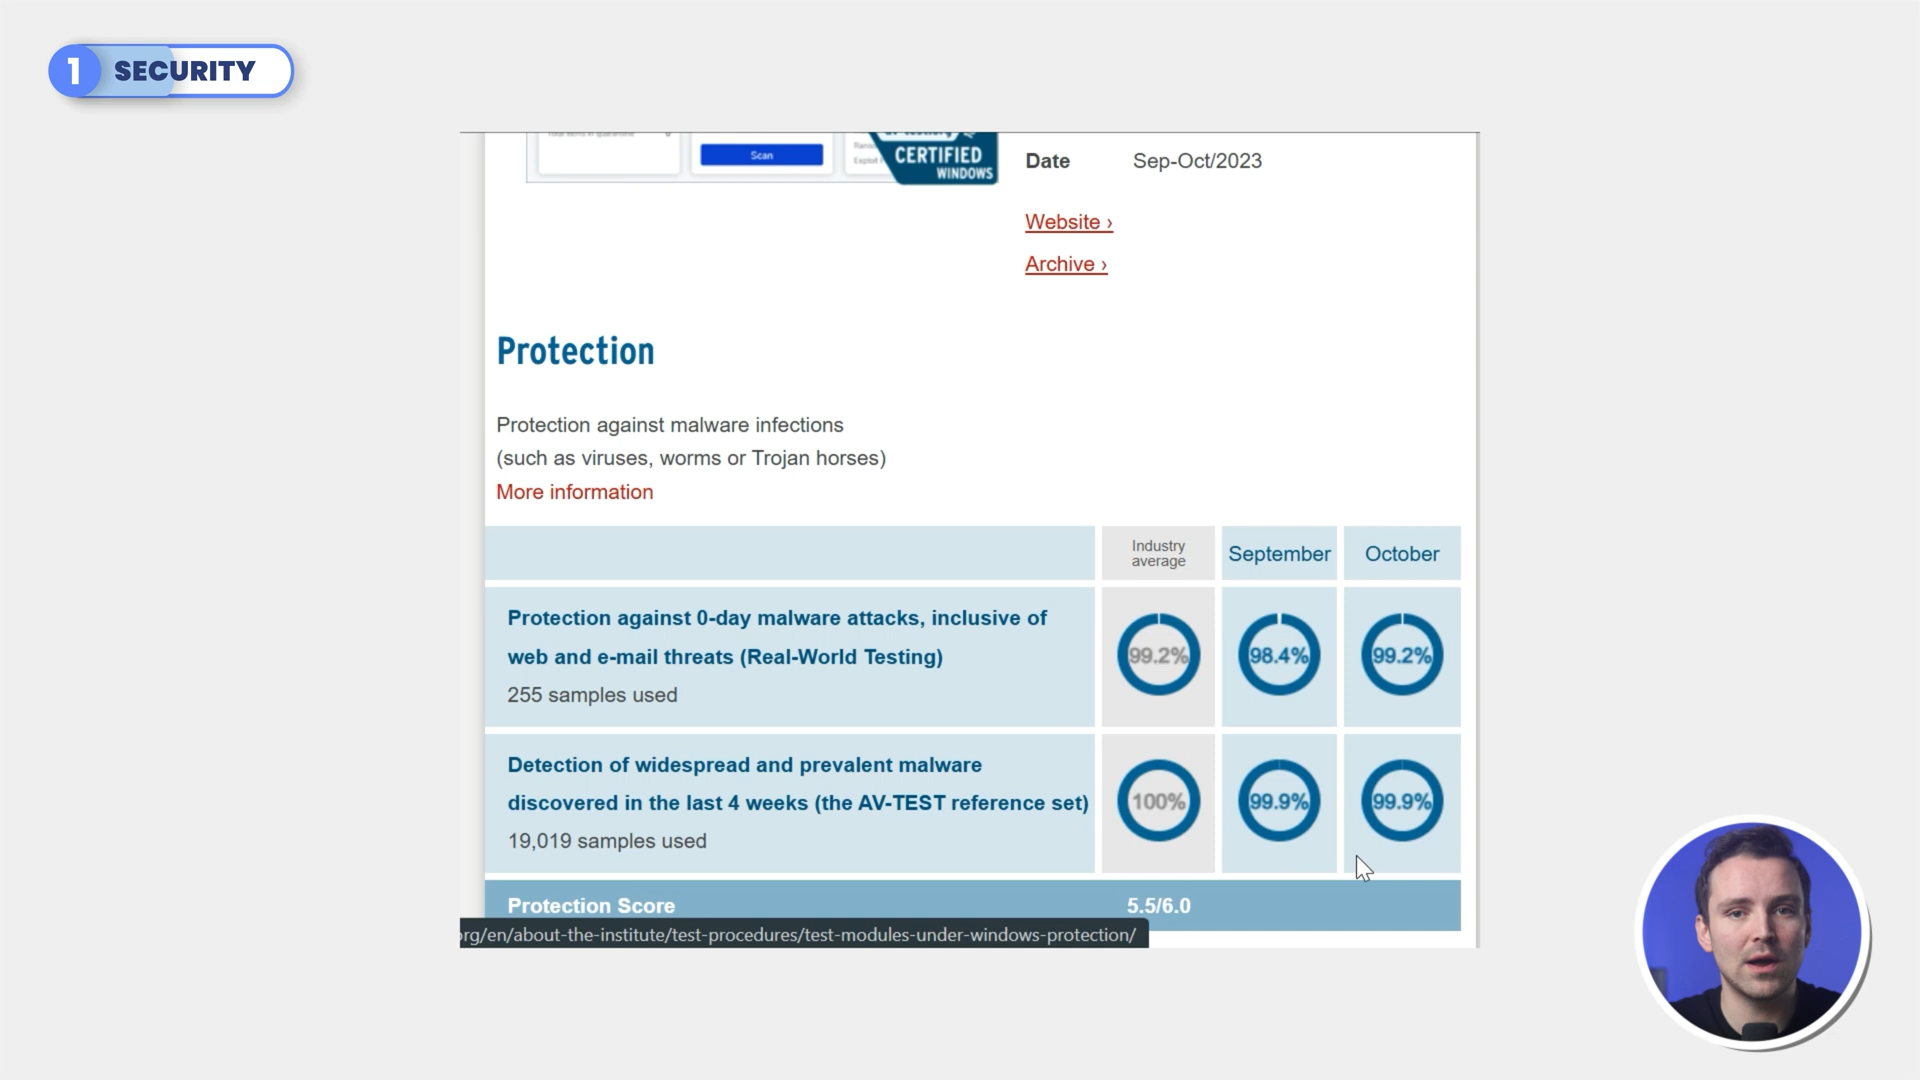 1 SECURITY
Total items in quarantine
Scan
CERTIFIED
WINDOWS
Date Sep-Oct/2023
Website ›
Archive ›
Protection
Protection against malware infections
(such as viruses, worms or Trojan horses)
More information
Industry
average
September
October
Protection against 0-day malware attacks, inclusive of
web and e-mail threats (Real-World Testing)
255 samples used
99.2% 98.4% 99.2%
Detection of widespread and prevalent malware
discovered in the last 4 weeks (the AV-TEST reference set)
19,019 samples used
100% 99.9% 99.9%
Protection Score 5.5/6.0
org/en/about-the-institute/test-procedures/test-modules-under-windows-protection/